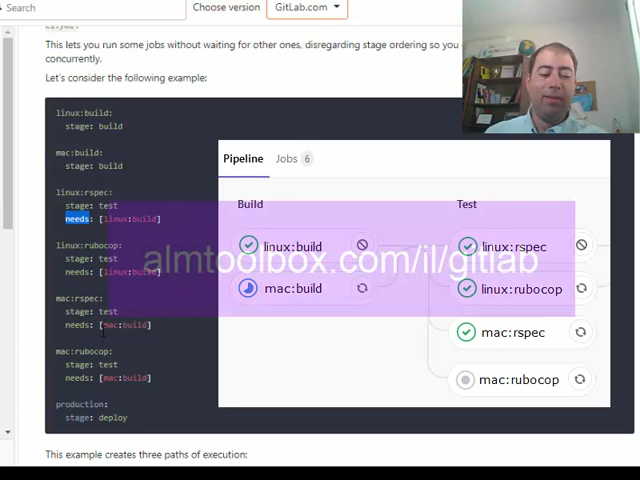 Search
Choose version
GitLab.com
This lets you run some jobs without waiting for other ones, disregarding stage ordering so you
concurrently.
Let's consider the following example:
linux:build:
stage: build
mac:build:
stage: build
linux:rspec:
stage: test
needs: [linux:build]
linux:rubocop:
stage: test
needs: [linux:build]
mac:rspec:
stage: test
needs: [mac:build]
mac:rubocop:
stage: test
needs: [mac:build]
production:
stage: deploy
Pipeline
Jobs 6
Build
Test
linux:build
linux:rspec
almtoolbox.com/il/gitlab
mac:build
linux:rubocop
mac:rspec
mac:rubocop
This example creates three paths of execution: